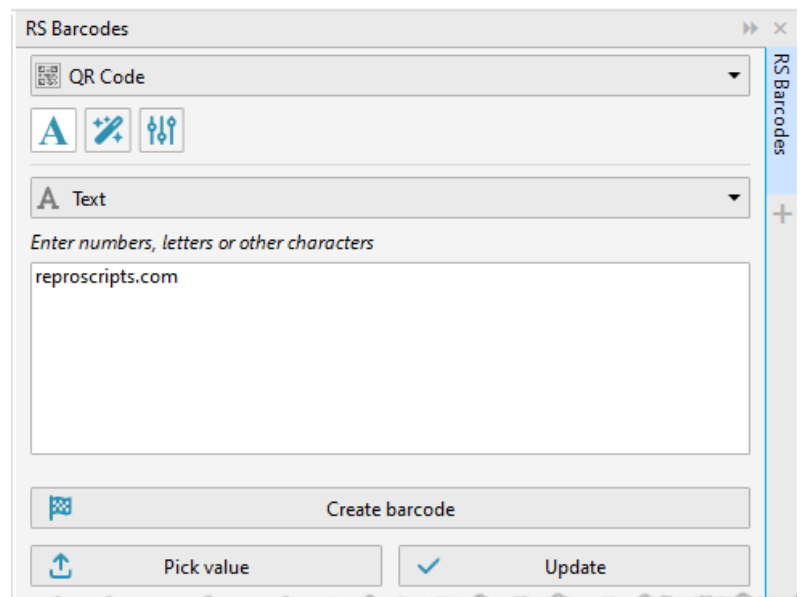 RS Barcodes
QR Code
A
Text
Enter numbers, letters or other characters
reproscripts.com
Create barcode
Pick value
Update
RS Barcodes